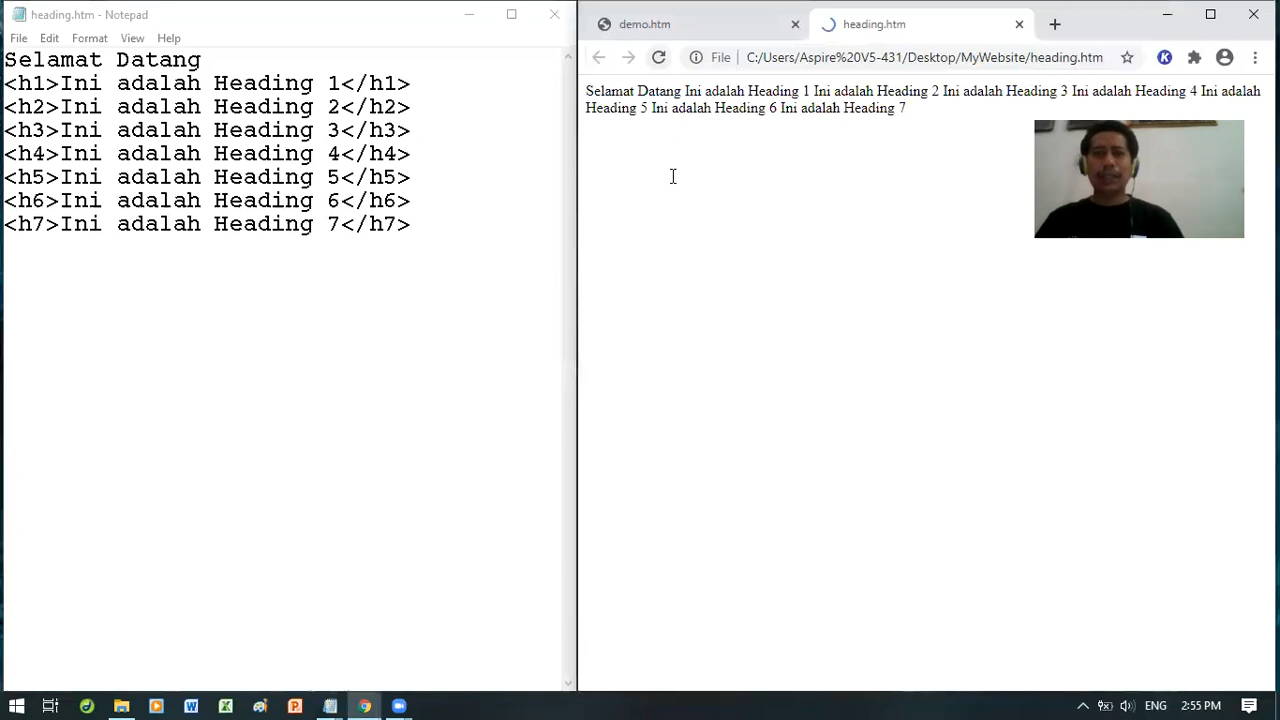 heading.htm - Notepad
File Edit Format View Help
Selamat Datang
<h1>Ini adalah Heading 1</h1>
<h2>Ini adalah Heading 2</h2>
<h3>Ini adalah Heading 3</h3>
<h4>Ini adalah Heading 4</h4>
<h5>Ini adalah Heading 5</h5>
<h6>Ini adalah Heading 6</h6>
<h7>Ini adalah Heading 7</h7>
demo.htm
heading.htm
File C:/Users/Aspire%20V5-431/Desktop/MyWebsite/heading.htm
Selamat Datang Ini adalah Heading 1 Ini adalah Heading 2 Ini adalah Heading 3 Ini adalah Heading 4 Ini adalah
Heading 5 Ini adalah Heading 6 Ini adalah Heading 7
ENG 2:55 PM